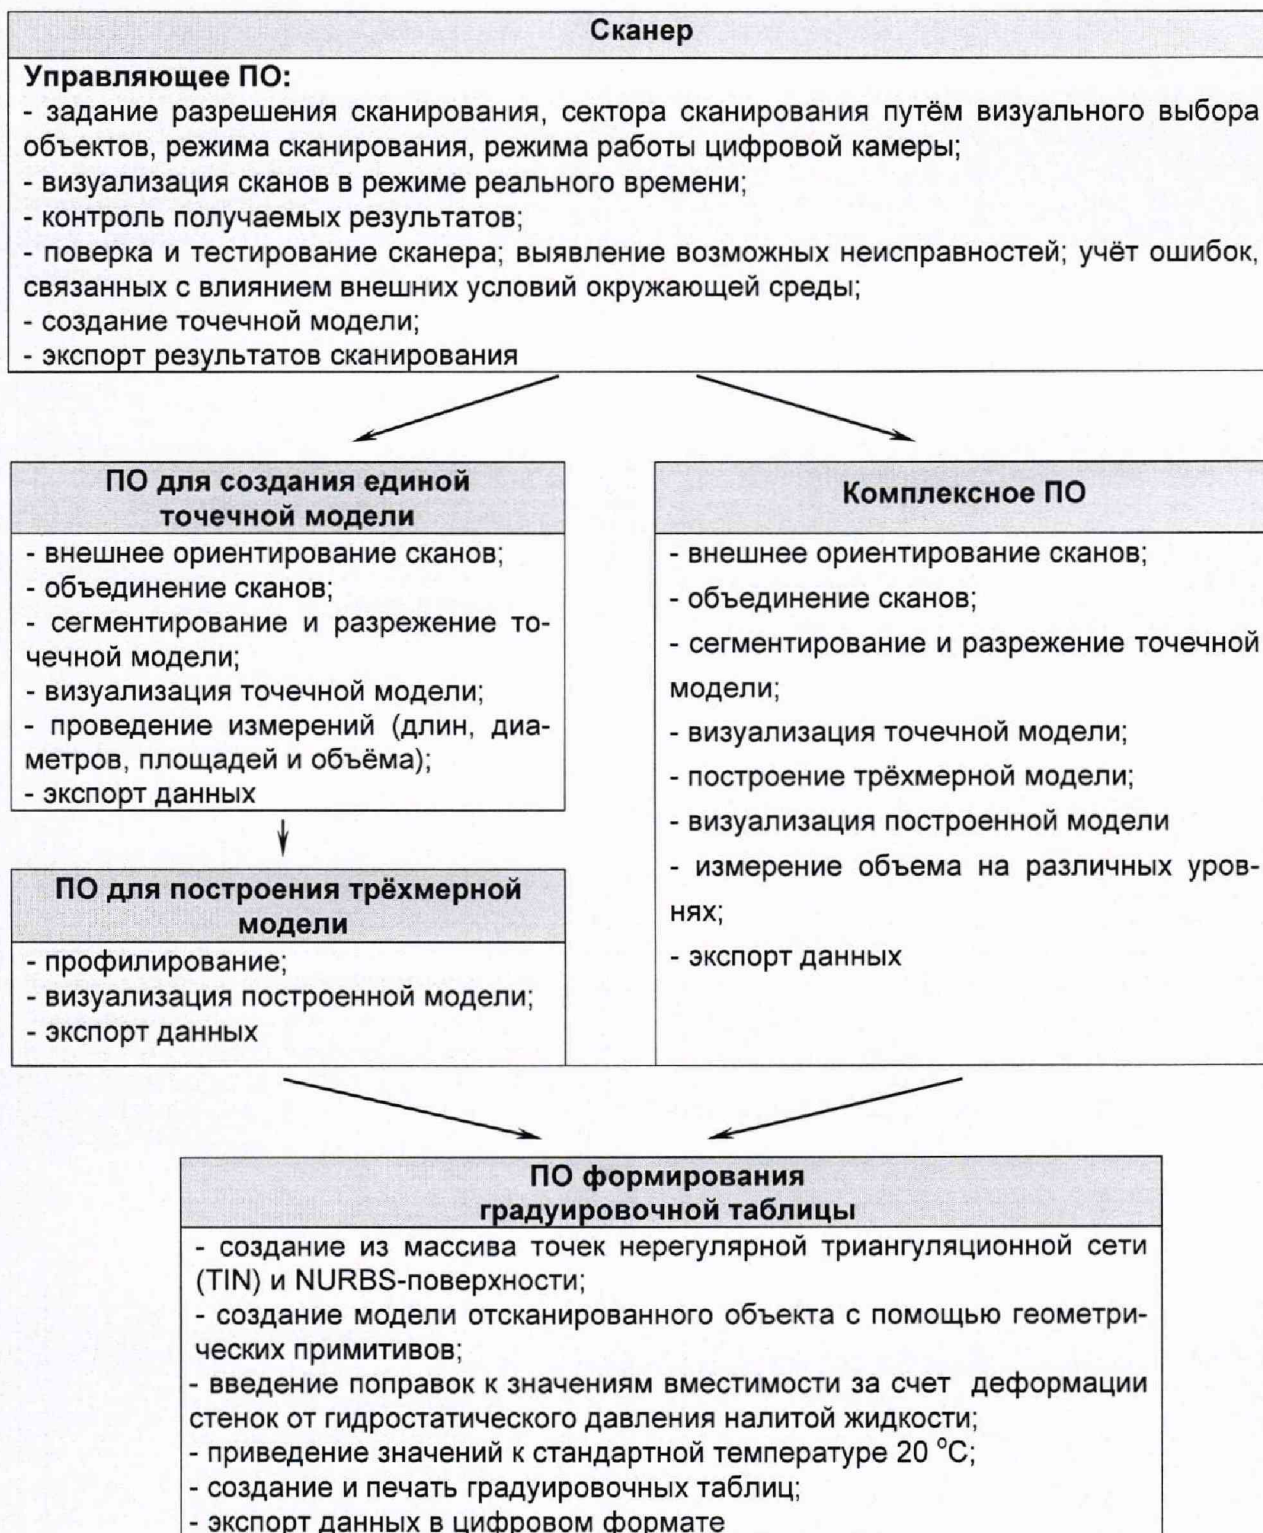 Сканер
Управляющее ПО:
- задание разрешения сканирования, сектора сканирования путём визуального выбора
объектов, режима сканирования, режима работы цифровой камеры;
- визуализация сканов в режиме реального времени;
- контроль получаемых результатов;
- поверка и тестирование сканера; выявление возможных неисправностей; учёт ошибок,
связанных с влиянием внешних условий окружающей среды;
- создание точечной модели;
- экспорт результатов сканирования
ПО для создания единой
точечной модели
- внешнее ориентирование сканов;
- объединение сканов;
- сегментирование и разрежение то-
чечной модели;
- визуализация точечной модели;
- проведение измерений (длин, диа-
метров, площадей и объёма);
- экспорт данных
ПО для построения трёхмерной
модели
- профилирование;
- визуализация построенной модели;
- экспорт данных
Комплексное ПО
- внешнее ориентирование сканов;
- объединение сканов;
- сегментирование и разрежение точечной
модели;
- визуализация точечной модели;
- построение трёхмерной модели;
- визуализация построенной модели
- измерение объема на различных уров-
нях;
- экспорт данных
ПО формирования
градуировочной таблицы
- создание из массива точек нерегулярной триангуляционной сети
(TIN) и NURBS-поверхности;
- создание модели отсканированного объекта с помощью геометри-
ческих примитивов;
- введение поправок к значениям вместимости за счет деформации
стенок от гидростатического давления налитой жидкости;
- приведение значений к стандартной температуре 20 °C;
- создание и печать градуировочных таблиц;
- экспорт данных в цифровом формате